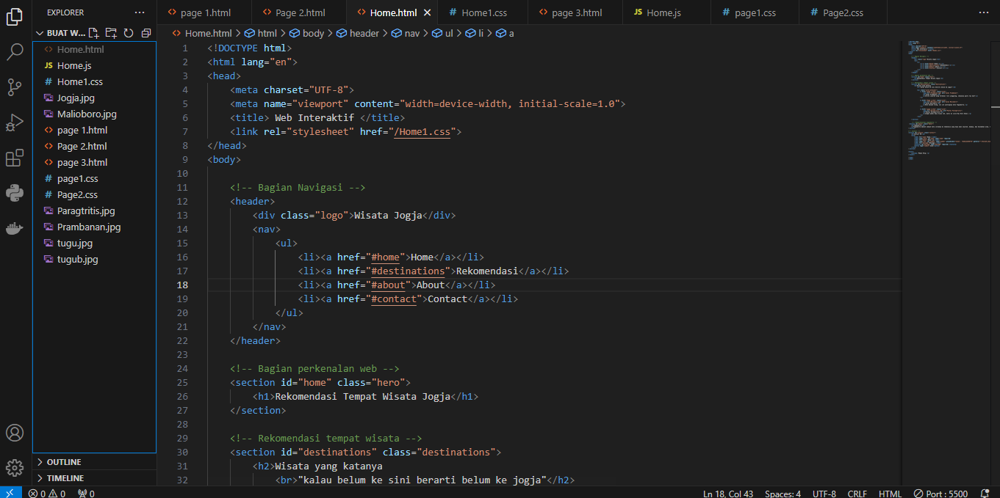 EXPLORER
BUAT W...
Home.html
Home.js
Home1.css
Jogja.jpg
Malioboro.jpg
page 1.html
Page 2.html
page 3.html
page1.css
Page2.css
Paragtritis.jpg
Prambanan.jpg
tugu.jpg
tugub.jpg
OUTLINE
TIMELINE
page 1.html Page 2.html Home.html Home1.css page 3.html Home.js page1.css Page2.css
Home.html > html > body > header > nav > ul > li > a
1 <!DOCTYPE html>
2 <html lang="en">
3 <head>
4 <meta charset="UTF-8">
5 <meta name="viewport" content="width=device-width, initial-scale=1.0">
6 <title> Web Interaktif </title>
7 <link rel="stylesheet" href="/Home1.css">
8 </head>
9 <body>
10
11 <!-- Bagian Navigasi -->
12 <header>
13 <div class="logo">Wisata Jogja</div>
14 <nav>
15 <ul>
16 <li><a href="#home">Home</a></li>
17 <li><a href="#destinations">Rekomendasi</a></li>
18 <li><a href="#about">About</a></li>
19 <li><a href="#contact">Contact</a></li>
20 </ul>
21 </nav>
22 </header>
23
24 <!-- Bagian perkenalan web -->
25 <section id="home" class="hero">
26 <h1>Rekomendasi Tempat Wisata Jogja</h1>
27 </section>
28
29 <!-- Rekomendasi tempat wisata -->
30 <section id="destinations" class="destinations">
31 <h2>Wisata yang katanya
32 <br>"kalau belum ke sini berarti belum ke jogja"</h2>
0 0 0 Ln 18, Col 43 Spaces: 4 UTF-8 CRLF HTML Port : 5500